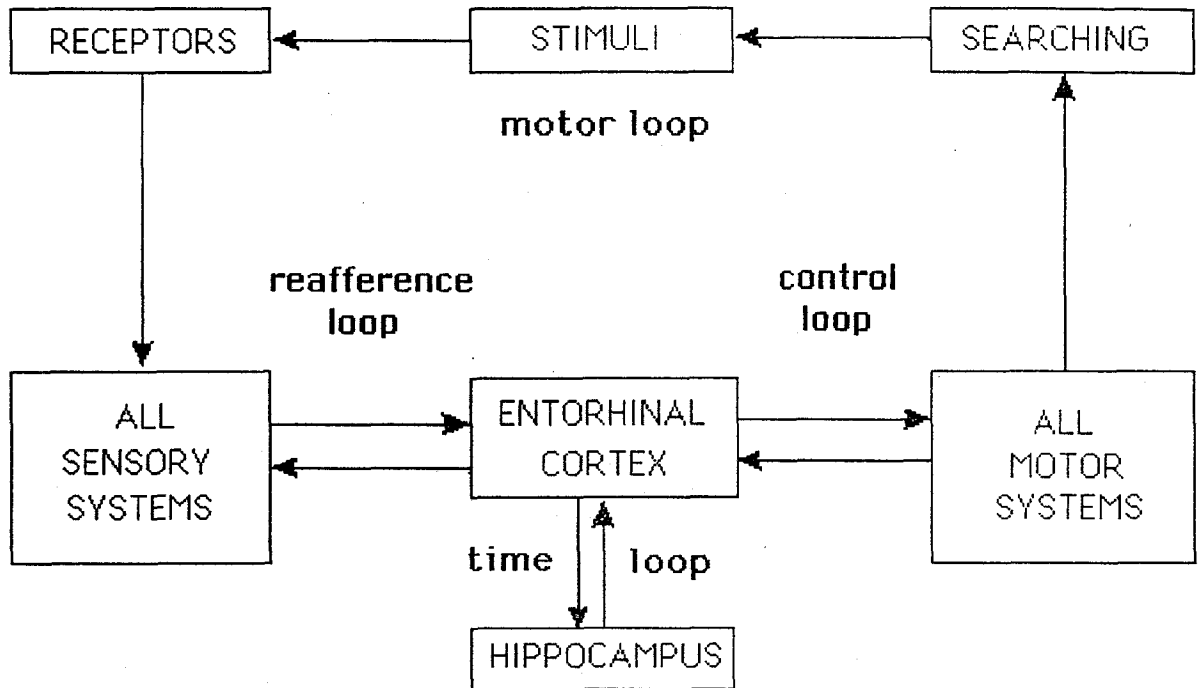 RECEPTORS
STIMULI
SEARCHING
motor loop
reafference
loop
control
loop
ALL
SENSORY
SYSTEMS
ENTORHINAL
CORTEX
ALL
MOTOR
SYSTEMS
time loop
HIPPOCAMPUS